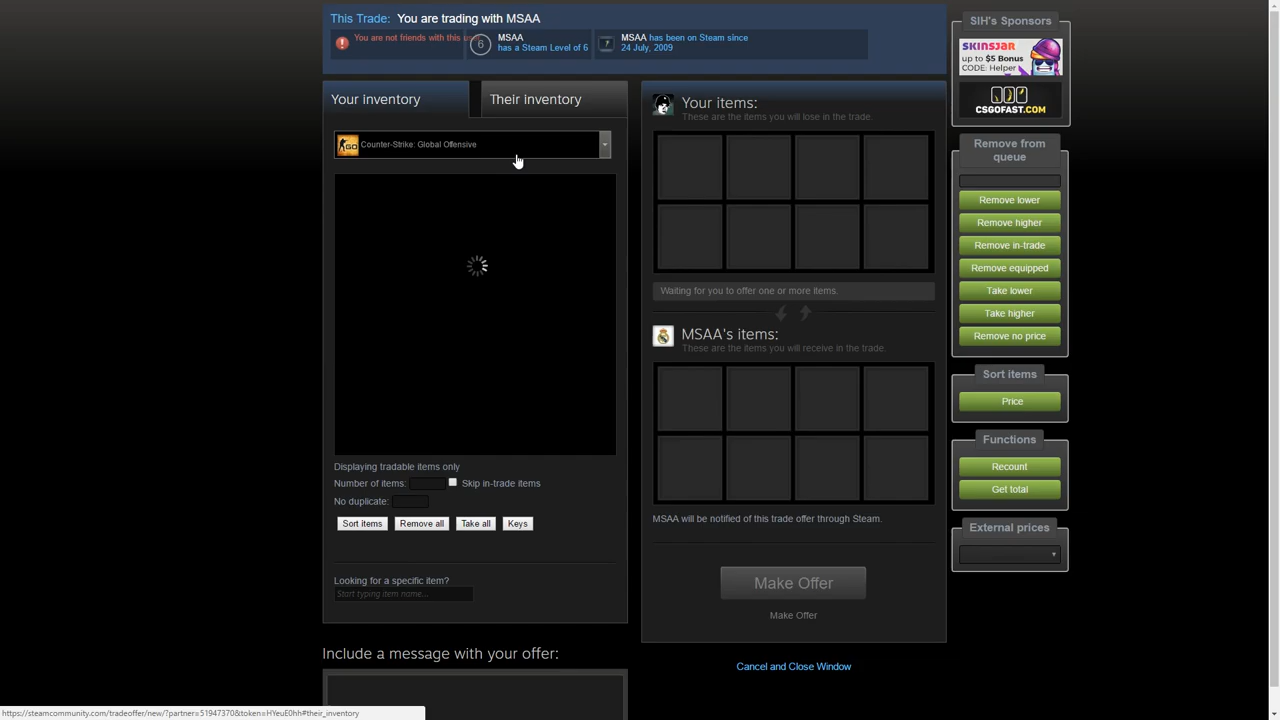 This Trade: You are trading with MSAA
You are not friends with this
6
MSAA
has a Steam Level of 6
MSAA has been on Steam since
24 July, 2009
Your inventory
Their inventory
GO
Counter-Strike: Global Offensive
Displaying tradable items only
Number of items:
Skip in-trade items
No duplicate:
Sort items
Remove all
Take all
Keys
Looking for a specific item?
Start typing item name...
Include a message with your offer:
Your items:
These are the items you will lose in the trade.
Waiting for you to offer one or more items.
MSAA's items:
These are the items you will receive in the trade.
MSAA will be notified of this trade offer through Steam.
Make Offer
Make Offer
Cancel and Close Window
SIH's Sponsors
SKINSJAR
up to $5 Bonus
CODE: Helper
CSGOFAST.COM
Remove from
queue
Remove lower
Remove higher
Remove in-trade
Remove equipped
Take lower
Take higher
Remove no price
Sort items
Price
Functions
Recount
Get total
External prices
https://steamcommunity.com/tradeoffer/new/?partner=51947370&token=HYeuE0hh#their_inventory